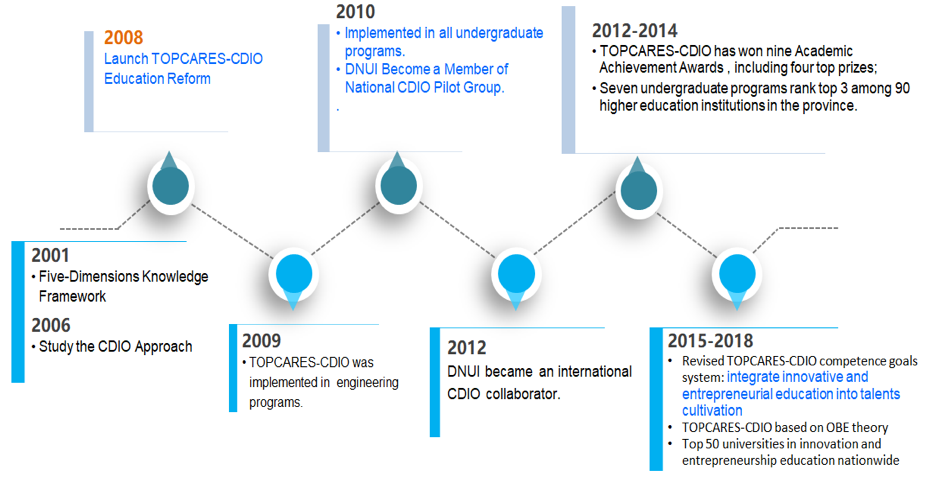 2001
• Five-Dimensions Knowledge
Framework
2006
• Study the CDIO Approach
2008
Launch TOPCARES-CDIO
Education Reform
2009
• TOPCARES-CDIO was
implemented in engineering
programs.
2010
• Implemented in all undergraduate
programs.
• DNUI Become a Member of
National CDIO Pilot Group.
.
2012
DNUI became an international
CDIO collaborator.
2012-2014
• TOPCARES-CDIO has won nine Academic
Achievement Awards , including four top prizes;
• Seven undergraduate programs rank top 3 among 90
higher education institutions in the province.
2015-2018
• Revised TOPCARES-CDIO competence goals
system: integrate innovative and
entrepreneurial education into talents
cultivation
• TOPCARES-CDIO based on OBE theory
• Top 50 universities in innovation and
entrepreneurship education nationwide